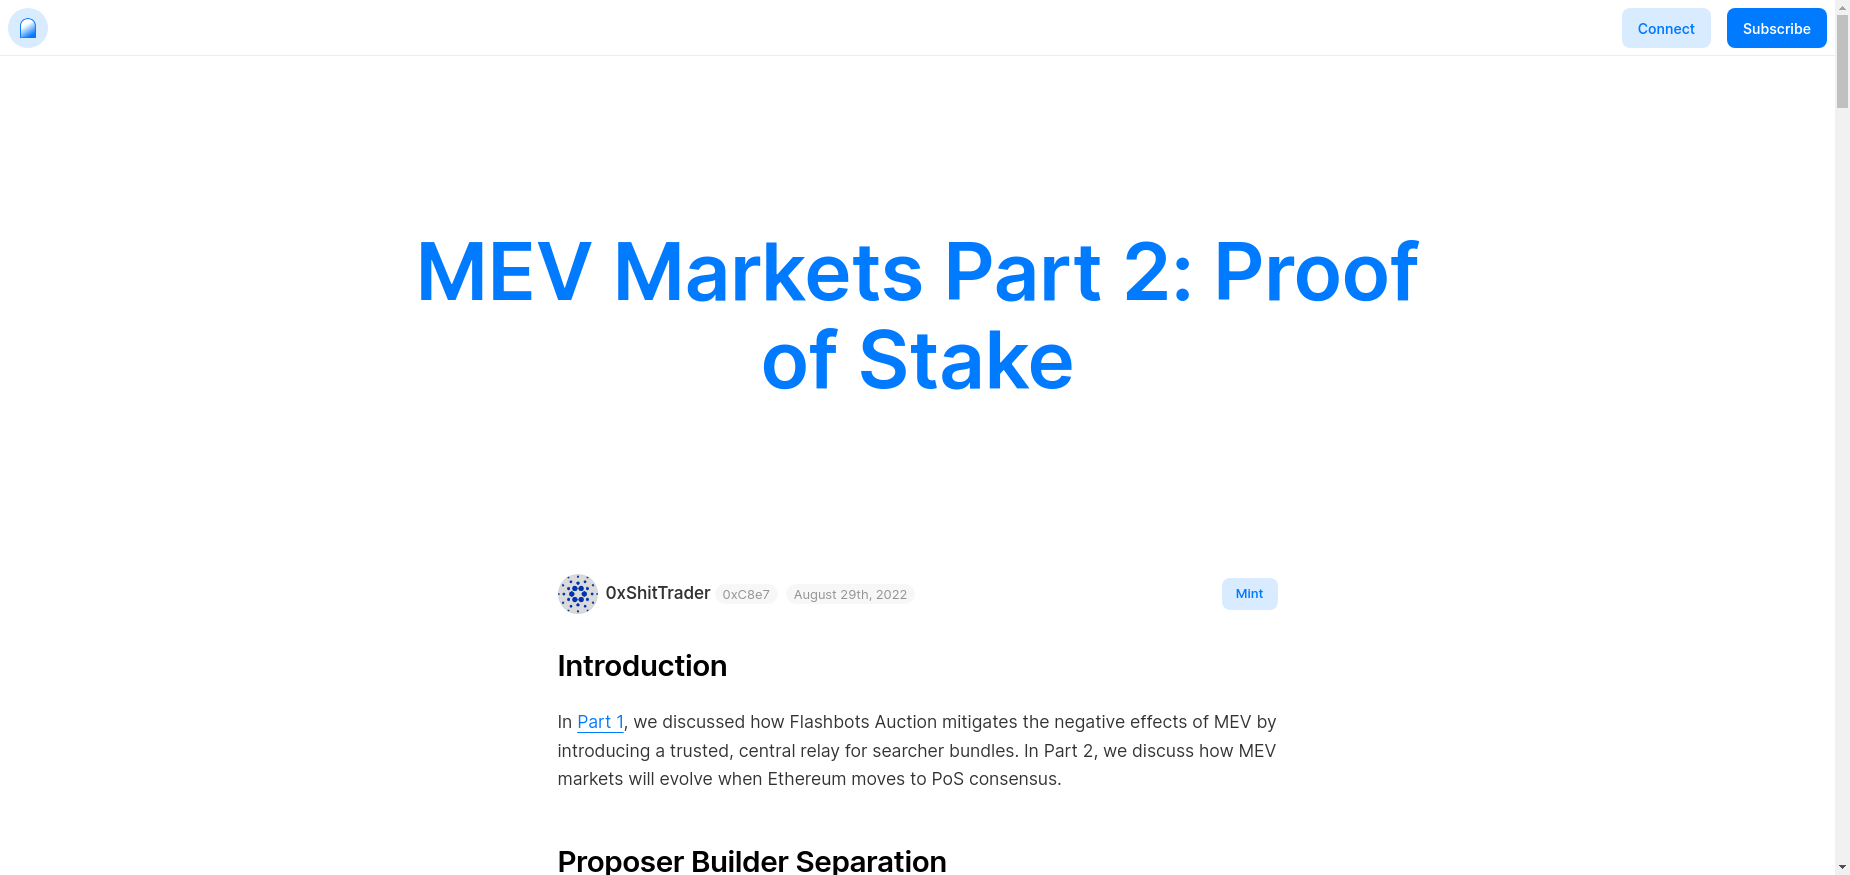 Connect
Subscribe
MEV Markets Part 2: Proof
of Stake
0xShitTrader 0xC8e7 August 29th, 2022
Mint
Introduction
In Part 1, we discussed how Flashbots Auction mitigates the negative effects of MEV by
introducing a trusted, central relay for searcher bundles. In Part 2, we discuss how MEV
markets will evolve when Ethereum moves to PoS consensus.
Proposer Builder Separation